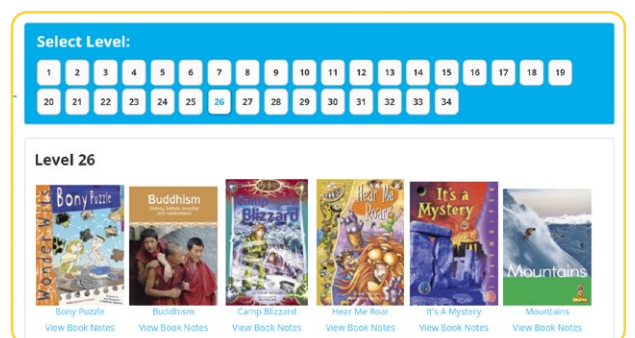 Select Level:
1 2 3 4 5 6 7 8 9 10 11 12 13 14 15 16 17 18 19
20 21 22 23 24 25 26 27 28 29 30 31 32 33 34
Level 26
Wonder Wits
Bony Puzzle
Buddhism
Camp
Blizzard
Hear Me
Roar
It's a
Mystery
Mountains
Bony Puzzle Buddhism Camp Blizzard Hear Me Roar It's A Mystery Mountains
View Book Notes View Book Notes View Book Notes View Book Notes View Book Notes View Book Notes